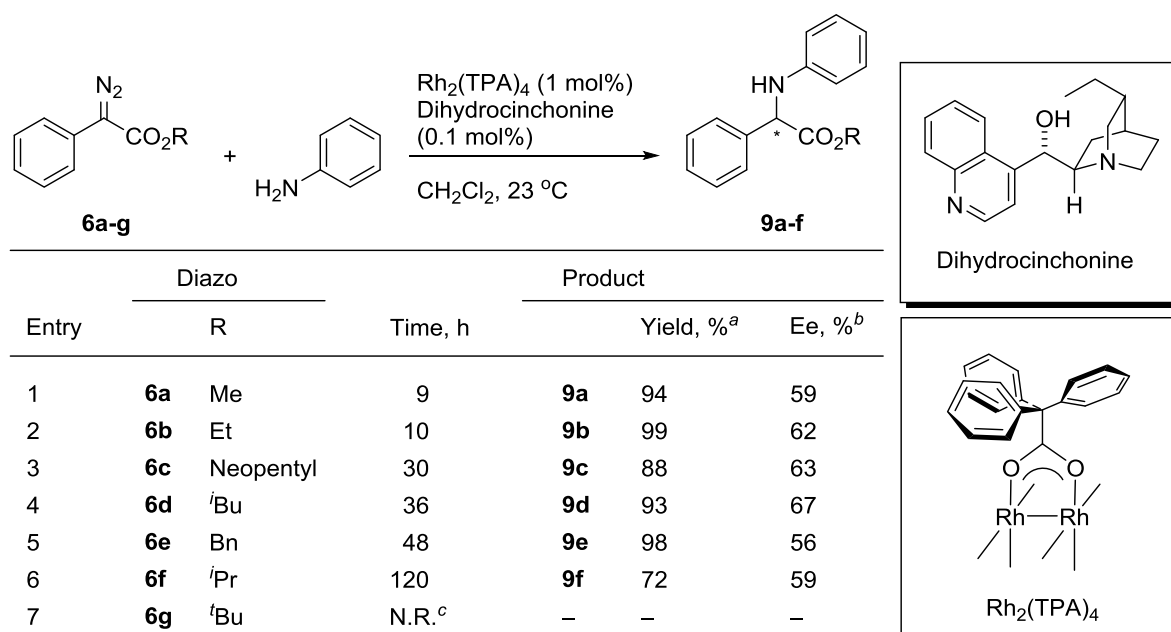 N₂
CO₂R
6a-g
+
H₂N
Rh₂(TPA)₄ (1 mol%)
Dihydrocinchonine
(0.1 mol%)
CH₂Cl₂, 23 °C
HN
*
CO₂R
9a-f
Diazo Product
Entry R Time, h Yield, %ᵃ Ee, %ᵇ
1 6a Me 9 9a 94 59
2 6b Et 10 9b 99 62
3 6c Neopentyl 30 9c 88 63
4 6d ⁱBu 36 9d 93 67
5 6e Bn 48 9e 98 56
6 6f ⁱPr 120 9f 72 59
7 6g ᵗBu N.R.ᶜ – – –
OH
N
N
H
Dihydrocinchonine
O O
Rh Rh
Rh₂(TPA)₄